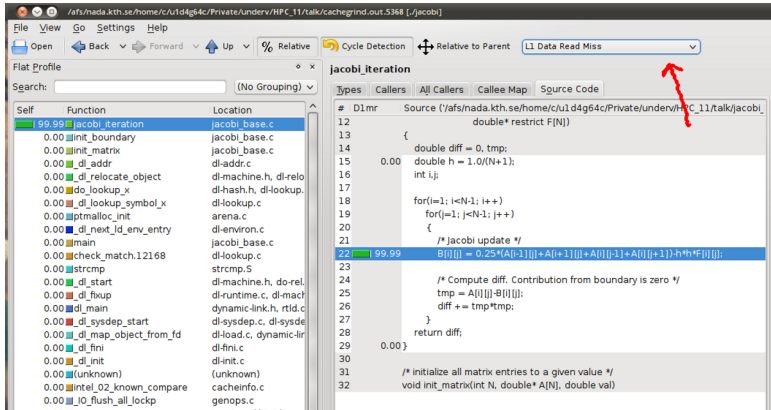 /afs/nada.kth.se/home/c/u1d4g64c/Private/underv/HPC_11/talk/cachegrind.out.5368 [./jacobi]
File View Go Settings Help
Open Back Forward Up % Relative Cycle Detection Relative to Parent L1 Data Read Miss
Flat Profile
Search: (No Grouping)
Self Function Location
99.99 jacobi_iteration jacobi_base.c
0.00 init_boundary jacobi_base.c
0.00 init_matrix jacobi_base.c
0.00 _dl_addr dl-addr.c
0.00 _dl_relocate_object dl-machine.h, dl-relo
0.00 do_lookup_x dl-hash.h, dl-lookup.
0.00 _dl_lookup_symbol_x dl-lookup.c
0.00 ptmalloc_init arena.c
0.00 _dl_next_ld_env_entry dl-environ.c
0.00 main jacobi_base.c
0.00 check_match.12168 dl-lookup.c
0.00 strcmp strcmp.S
0.00 _dl_start dl-machine.h, do-rel.
0.00 _dl_fixup dl-runtime.c, dl-mach
0.00 dl_main dynamic-link.h, rtld.c
0.00 _dl_sysdep_start dl-sysdep.c, dl-sysde
0.00 _dl_map_object_from_fd dl-load.c, dynamic-lir
0.00 _dl_fini dl-fini.c
0.00 _dl_init dl-init.c
0.00 (unknown) (unknown)
0.00 intel_02_known_compare cacheinfo.c
0.00 _IO_flush_all_lockp genops.c
jacobi_iteration
Types Callers All Callers Callee Map Source Code
# D1mr Source ('/afs/nada.kth.se/home/c/u1d4g64c/Private/underv/HPC_11/talk/jacobi_
12 double* restrict F[N])
13 {
14 double diff = 0, tmp;
15 0.00 double h = 1.0/(N+1);
16 int i,j;
17
18 for(i=1; i<N-1; i++)
19 for(j=1; j<N-1; j++)
20 {
21 /* Jacobi update */
22 99.99 B[i][j] = 0.25*(A[i-1][j]+A[i+1][j]+A[i][j-1]+A[i][j+1])-h*h*F[i][j];
23
24 /* Compute diff. Contribution from boundary is zero */
25 tmp = A[i][j]-B[i][j];
26 diff += tmp*tmp;
27 }
28 return diff;
29 0.00 }
30
31 /* initialize all matrix entries to a given value */
32 void init_matrix(int N, double* A[N], double val)